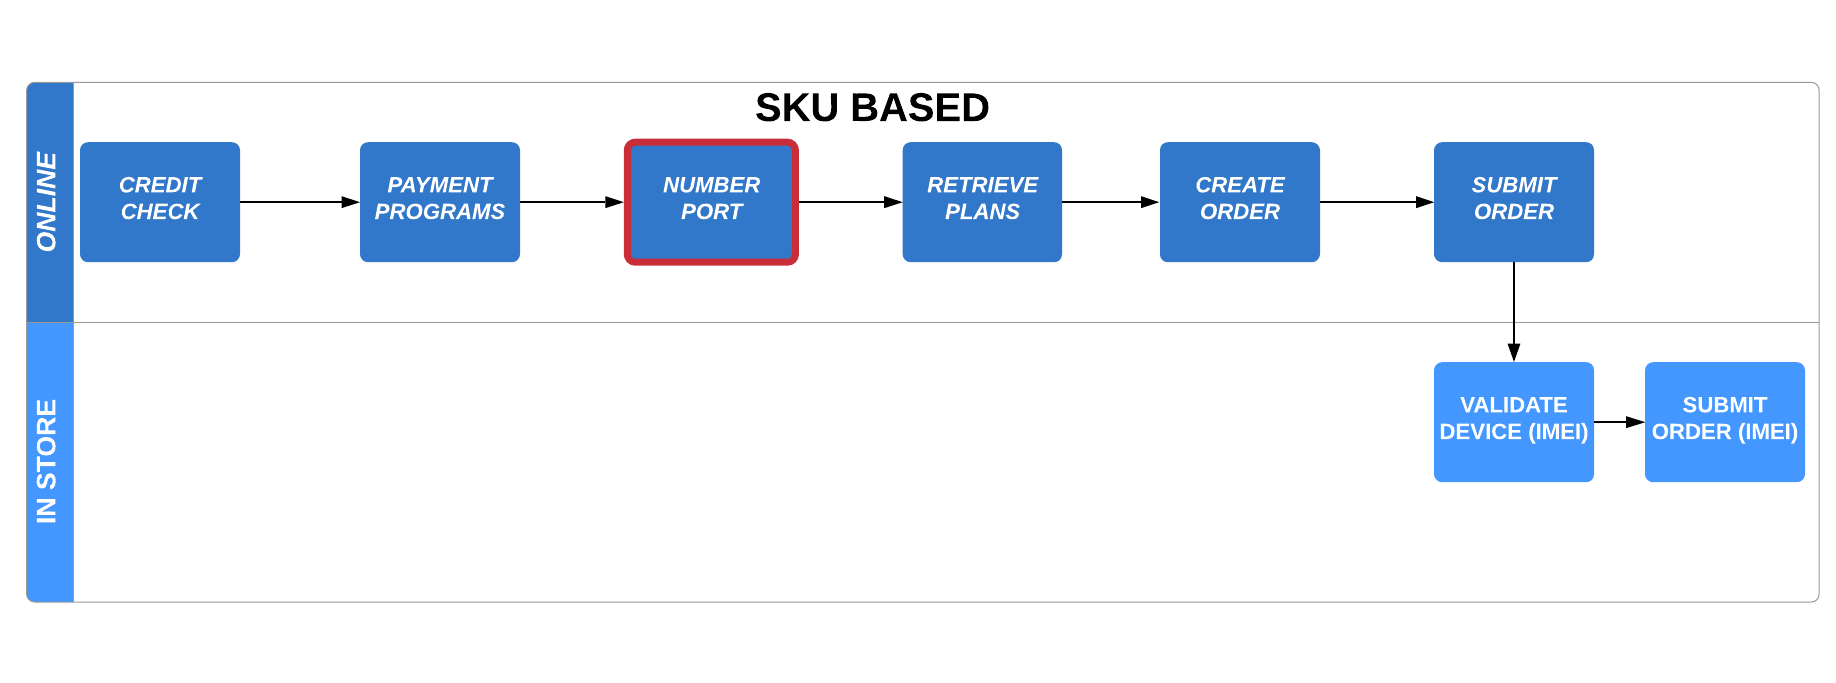 SKU BASED
ONLINE
CREDIT
CHECK
PAYMENT
PROGRAMS
NUMBER
PORT
RETRIEVE
PLANS
CREATE
ORDER
SUBMIT
ORDER
IN STORE
VALIDATE
DEVICE (IMEI)
SUBMIT
ORDER (IMEI)